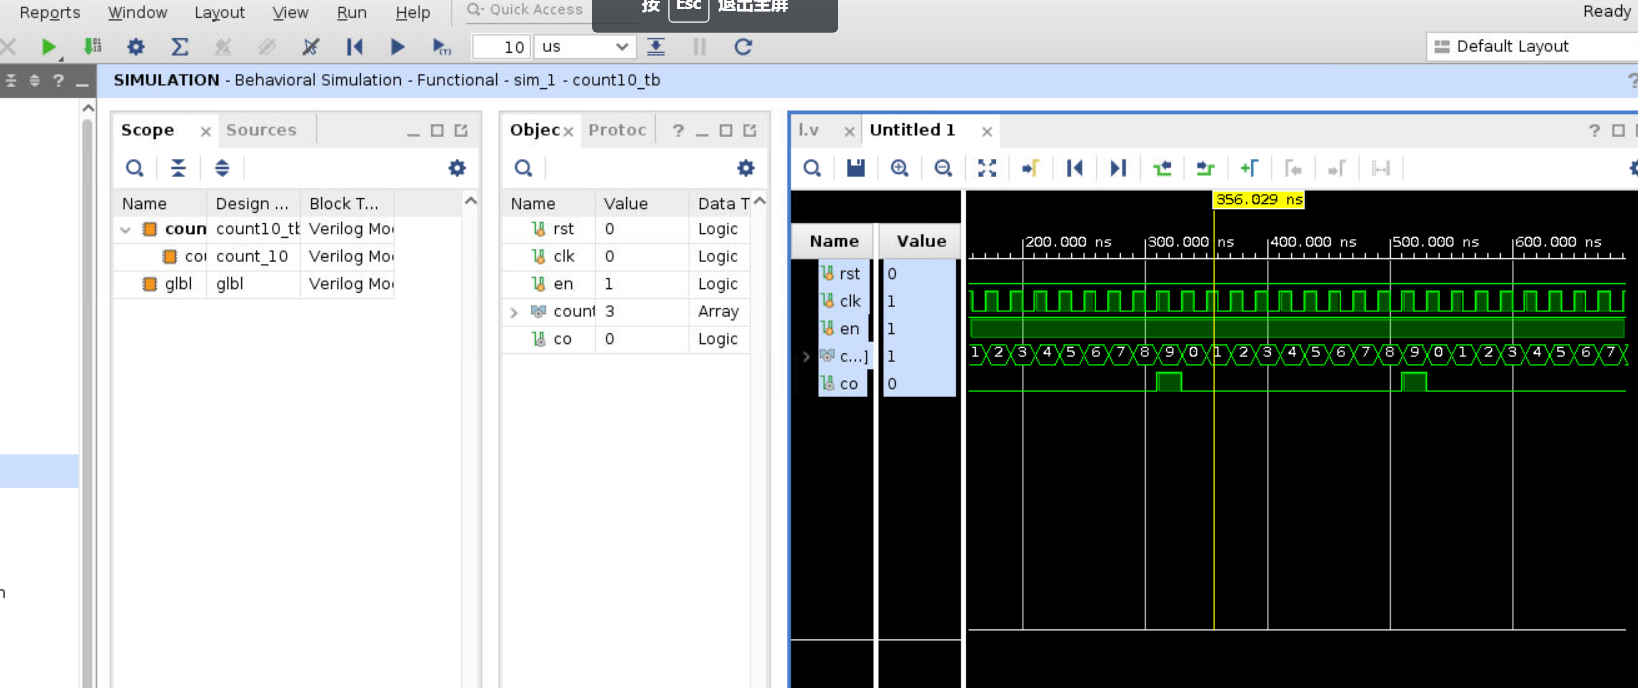 Reports Window Layout View Run Help Quick Access 按 Esc 退出全屏 Ready
10 us Default Layout
SIMULATION - Behavioral Simulation - Functional - sim_1 - count10_tb ?
Scope Sources
Name Design ... Block T...
coun count10_tb Verilog Mo
co count_10 Verilog Mo
glbl glbl Verilog Mo
Objec Protoc ?
Name Value Data T
rst 0 Logic
clk 0 Logic
en 1 Logic
count 3 Array
co 0 Logic
l.v Untitled 1 ?
356.029 ns
Name Value
200.000 ns 300.000 ns 400.000 ns 500.000 ns 600.000 ns
rst 0
clk 1
en 1
c...] 1 1 2 3 4 5 6 7 8 9 0 1 2 3 4 5 6 7 8 9 0 1 2 3 4 5 6 7
co 0